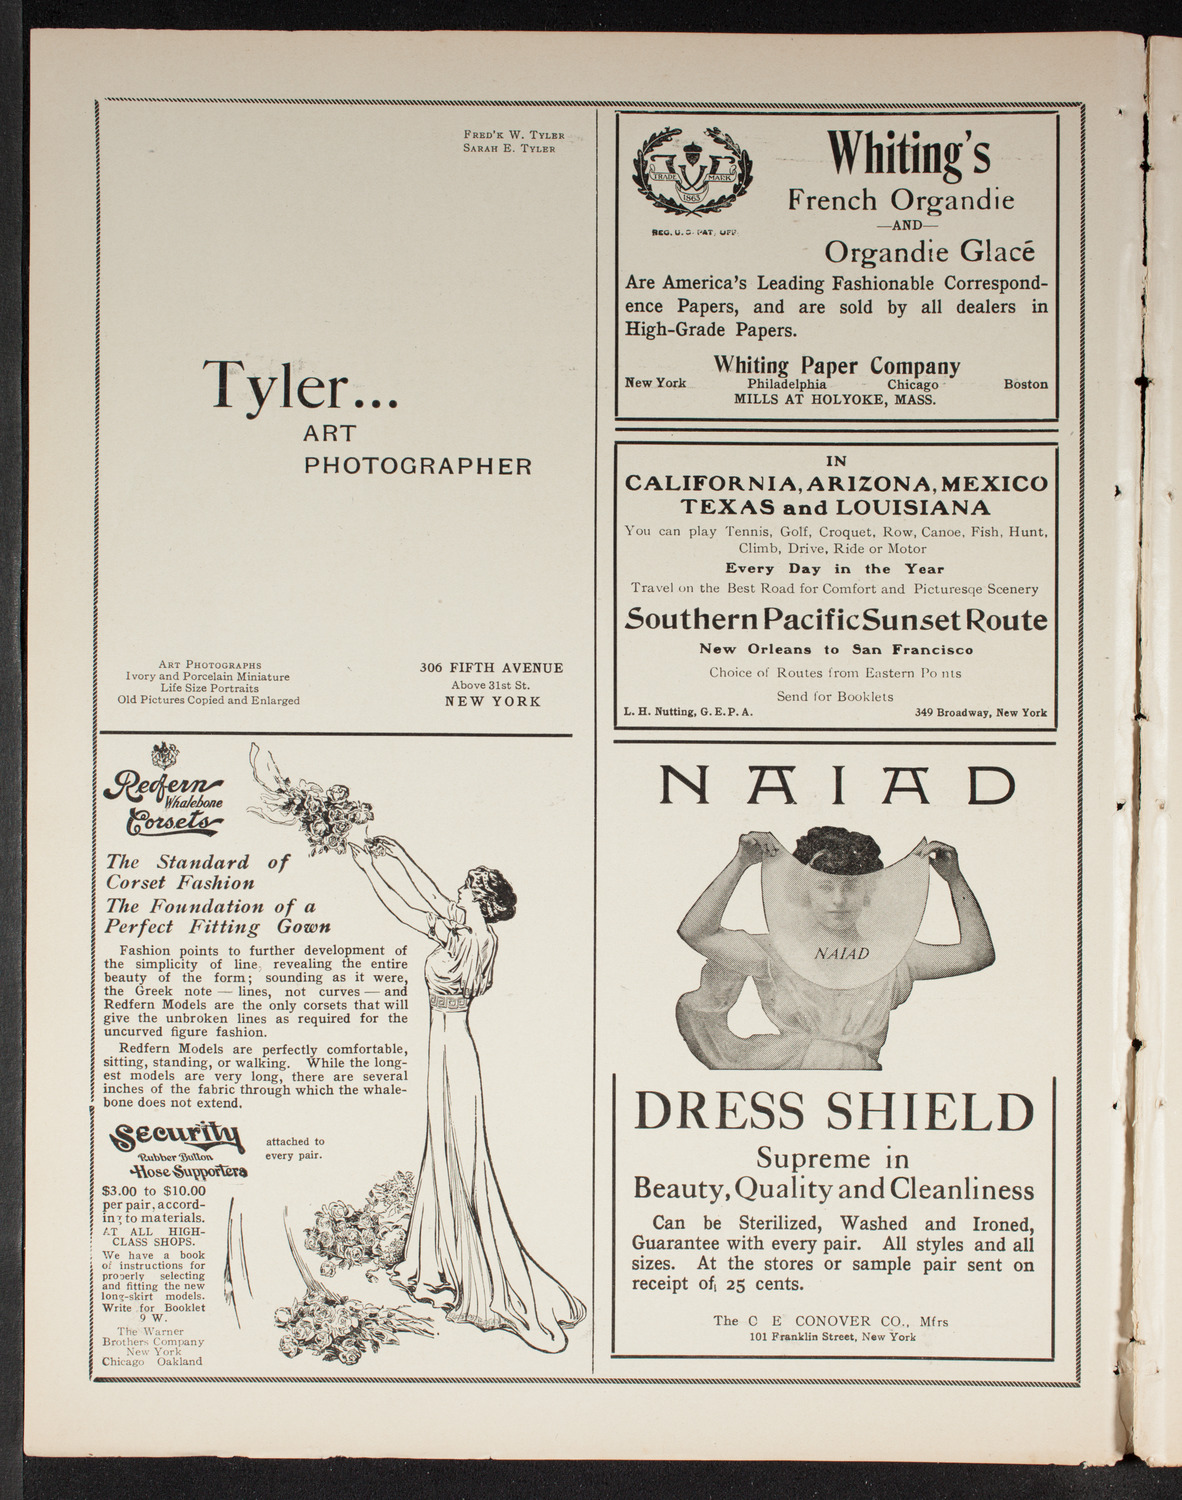 FRED'K W. TYLER
SARAH E. TYLER
Tyler...
ART
PHOTOGRAPHER
ART PHOTOGRAPHS
Ivory and Porcelain Miniature
Life Size Portraits
Old Pictures Copied and Enlarged
306 FIFTH AVENUE
Above 31st St.
NEW YORK
Redfern
Whalebone
Corsets
The Standard of
Corset Fashion
The Foundation of a
Perfect Fitting Gown
Fashion points to further development of
the simplicity of line, revealing the entire
beauty of the form; sounding as it were,
the Greek note — lines, not curves — and
Redfern Models are the only corsets that will
give the unbroken lines as required for the
uncurved figure fashion.
Redfern Models are perfectly comfortable,
sitting, standing, or walking. While the long-
est models are very long, there are several
inches of the fabric through which the whale-
bone does not extend.
Security
Rubber Button
Hose Supporters
attached to
every pair.
$3.00 to $10.00
per pair, accord-
ing to materials.
AT ALL HIGH-
CLASS SHOPS.
We have a book
of instructions for
properly selecting
and fitting the new
long-skirt models.
Write for Booklet
9 W.
The Warner
Brothers Company
New York
Chicago Oakland
TRADE MARK
1865
REG. U. S. PAT. OFF.
Whiting's
French Organdie
—AND—
Organdie Glacé
Are America's Leading Fashionable Correspond-
ence Papers, and are sold by all dealers in
High-Grade Papers.
Whiting Paper Company
New York Philadelphia Chicago Boston
MILLS AT HOLYOKE, MASS.
IN
CALIFORNIA, ARIZONA, MEXICO
TEXAS and LOUISIANA
You can play Tennis, Golf, Croquet, Row, Canoe, Fish, Hunt,
Climb, Drive, Ride or Motor
Every Day in the Year
Travel on the Best Road for Comfort and Picturesqe Scenery
Southern Pacific Sunset Route
New Orleans to San Francisco
Choice of Routes from Eastern Points
Send for Booklets
L. H. Nutting, G. E. P. A. 349 Broadway, New York
NAIAD
NAIAD
DRESS SHIELD
Supreme in
Beauty, Quality and Cleanliness
Can be Sterilized, Washed and Ironed,
Guarantee with every pair. All styles and all
sizes. At the stores or sample pair sent on
receipt of 25 cents.
The C E CONOVER CO., Mfrs
101 Franklin Street, New York